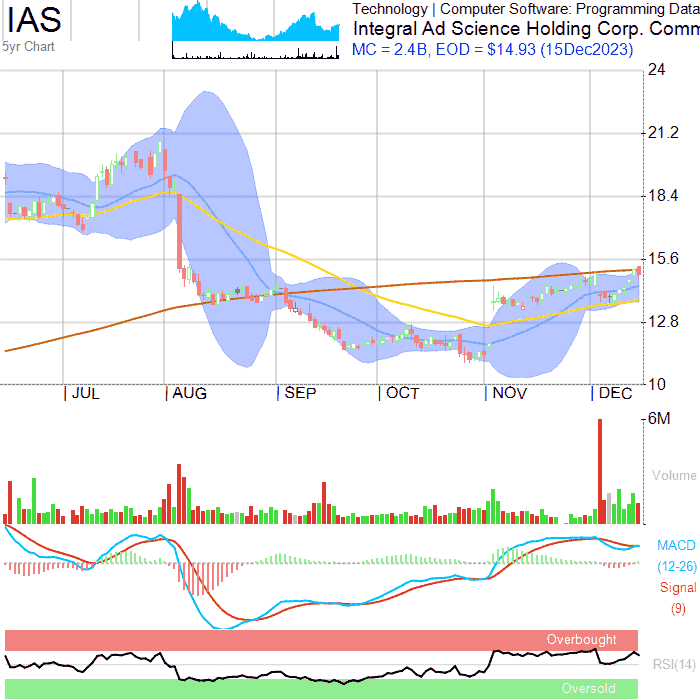 IAS
5yr Chart
Technology | Computer Software: Programming Data
Integral Ad Science Holding Corp. Comm
MC = 2.4B, EOD = $14.93 (15Dec2023)
24
21.2
18.4
15.6
12.8
10
| JUL | AUG | SEP | OCT | NOV | DEC
6M
Volume
MACD
(12-26)
Signal
(9)
Overbought
RSI(14)
Oversold